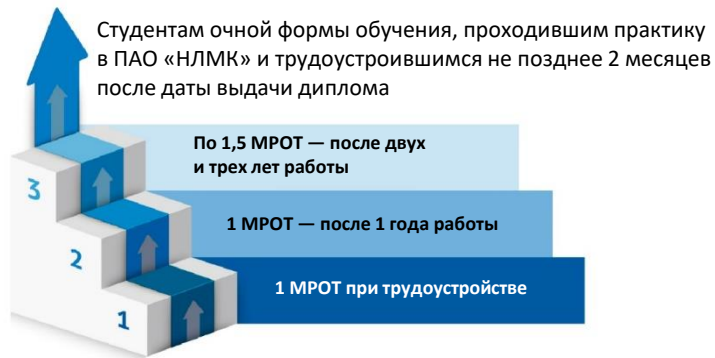 Студентам очной формы обучения, проходившим практику
в ПАО «НЛМК» и трудоустроившимся не позднее 2 месяцев
после даты выдачи диплома
По 1,5 МРОТ — после двух
и трех лет работы
3
1 МРОТ — после 1 года работы
2
1 МРОТ при трудоустройстве
1